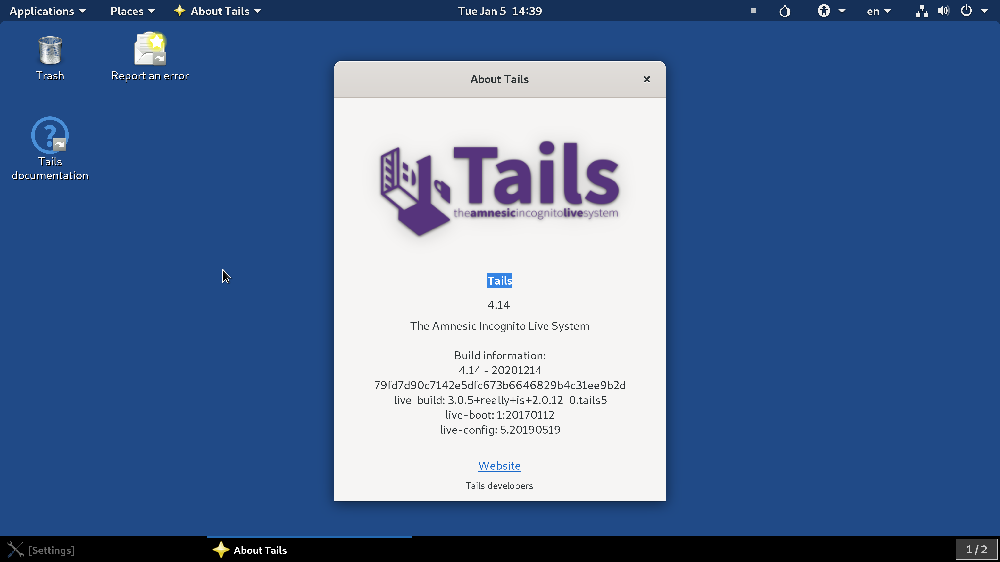 Applications
Places
About Tails
Tue Jan 5 14:39
en
Trash
Report an error
Tails
documentation
About Tails
Tails
theamnesicincognitolivesystem
Tails
4.14
The Amnesic Incognito Live System
Build information:
4.14 - 20201214
79fd7d90c7142e5dfc673b6646829b4c31ee9b2d
live-build: 3.0.5+really+is+2.0.12-0.tails5
live-boot: 1:20170112
live-config: 5.20190519
Website
Tails developers
[Settings]
About Tails
1 / 2